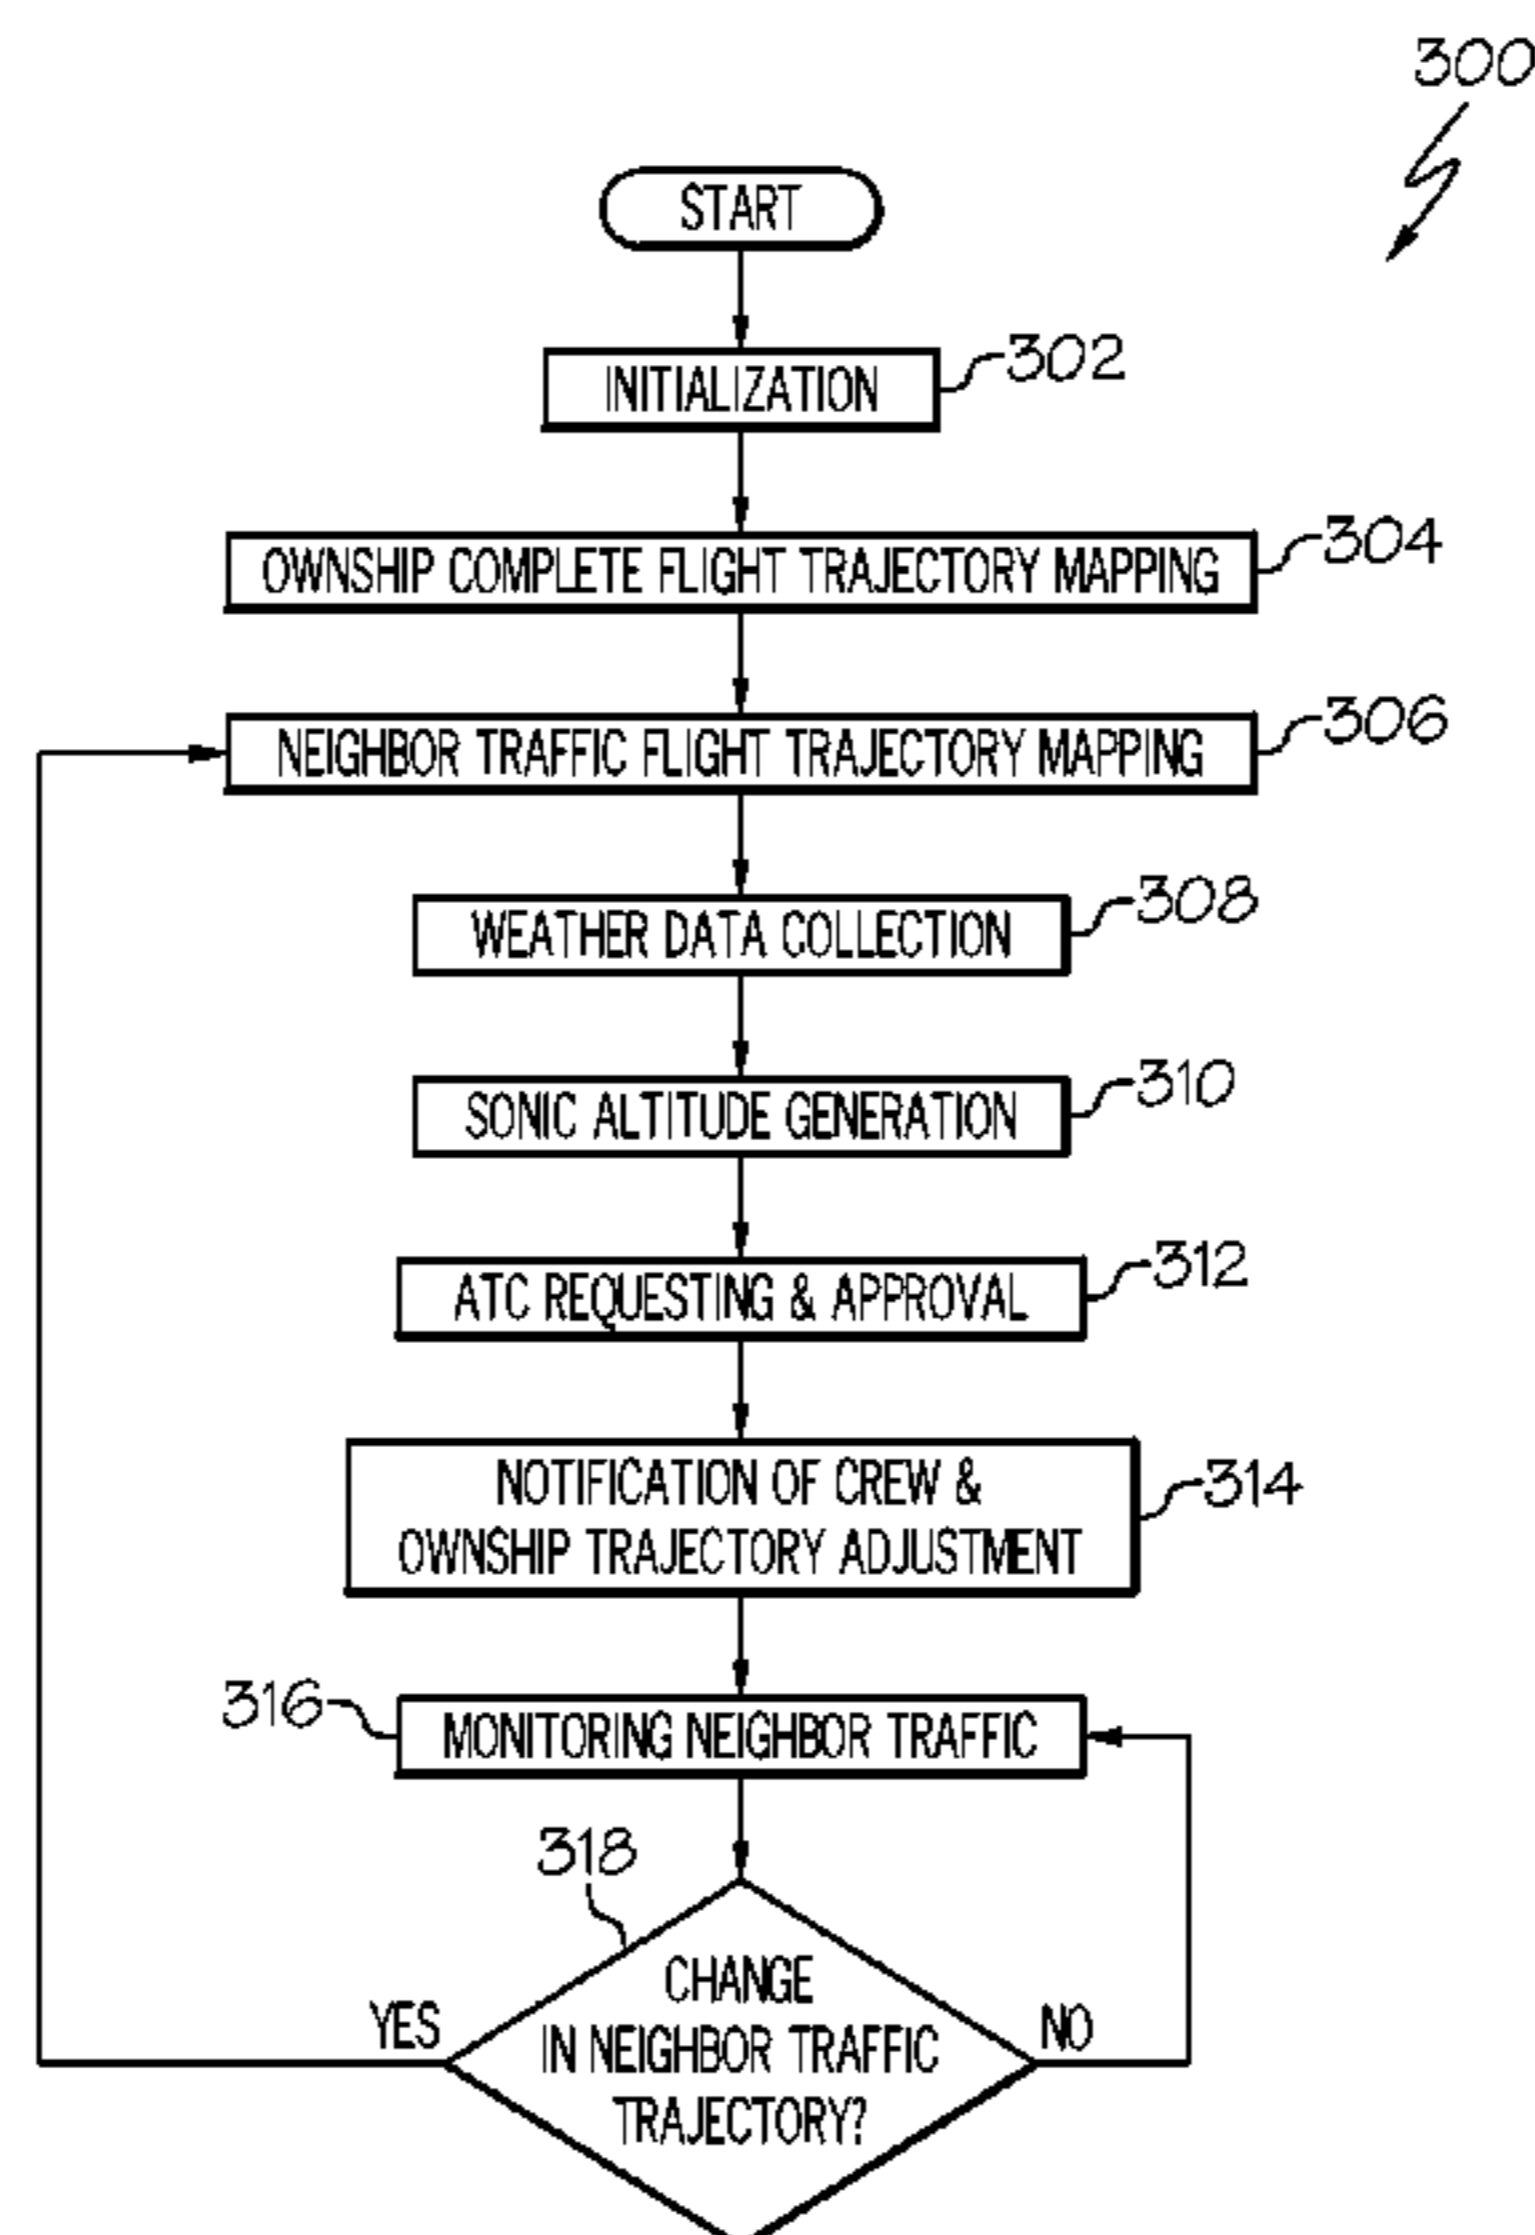 300
START
INITIALIZATION
302
OWNSHIP COMPLETE FLIGHT TRAJECTORY MAPPING
304
NEIGHBOR TRAFFIC FLIGHT TRAJECTORY MAPPING
306
WEATHER DATA COLLECTION
308
SONIC ALTITUDE GENERATION
310
ATC REQUESTING & APPROVAL
312
NOTIFICATION OF CREW &
OWNSHIP TRAJECTORY ADJUSTMENT
314
316
MONITORING NEIGHBOR TRAFFIC
318
CHANGE
IN NEIGHBOR TRAFFIC
TRAJECTORY?
YES
NO